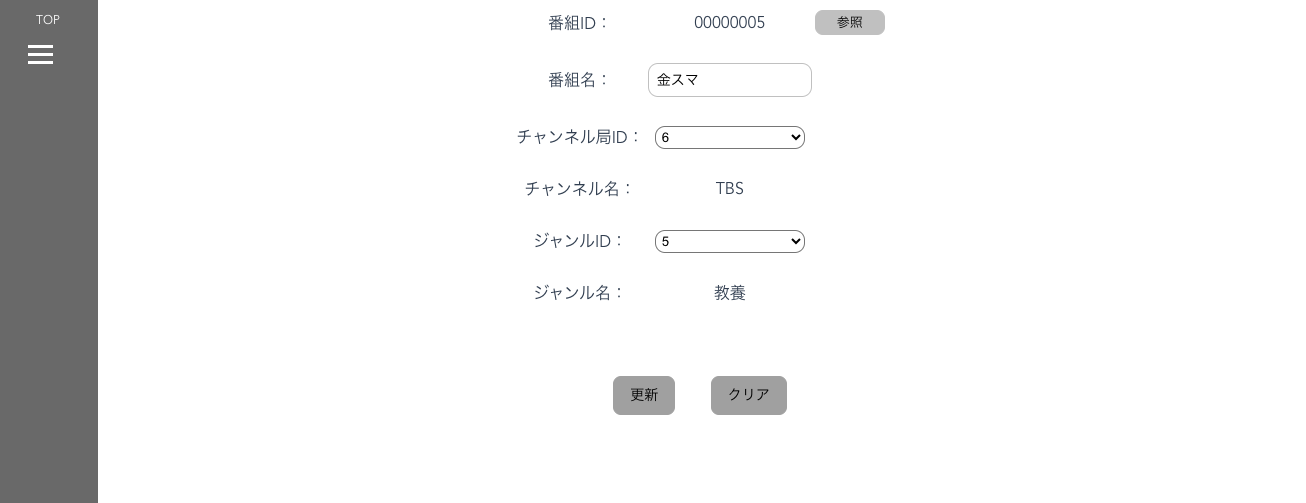 TOP
番組ID： 00000005 参照
番組名： 金スマ
チャンネル局ID： 6
チャンネル名： TBS
ジャンルID： 5
ジャンル名： 教養
更新 クリア